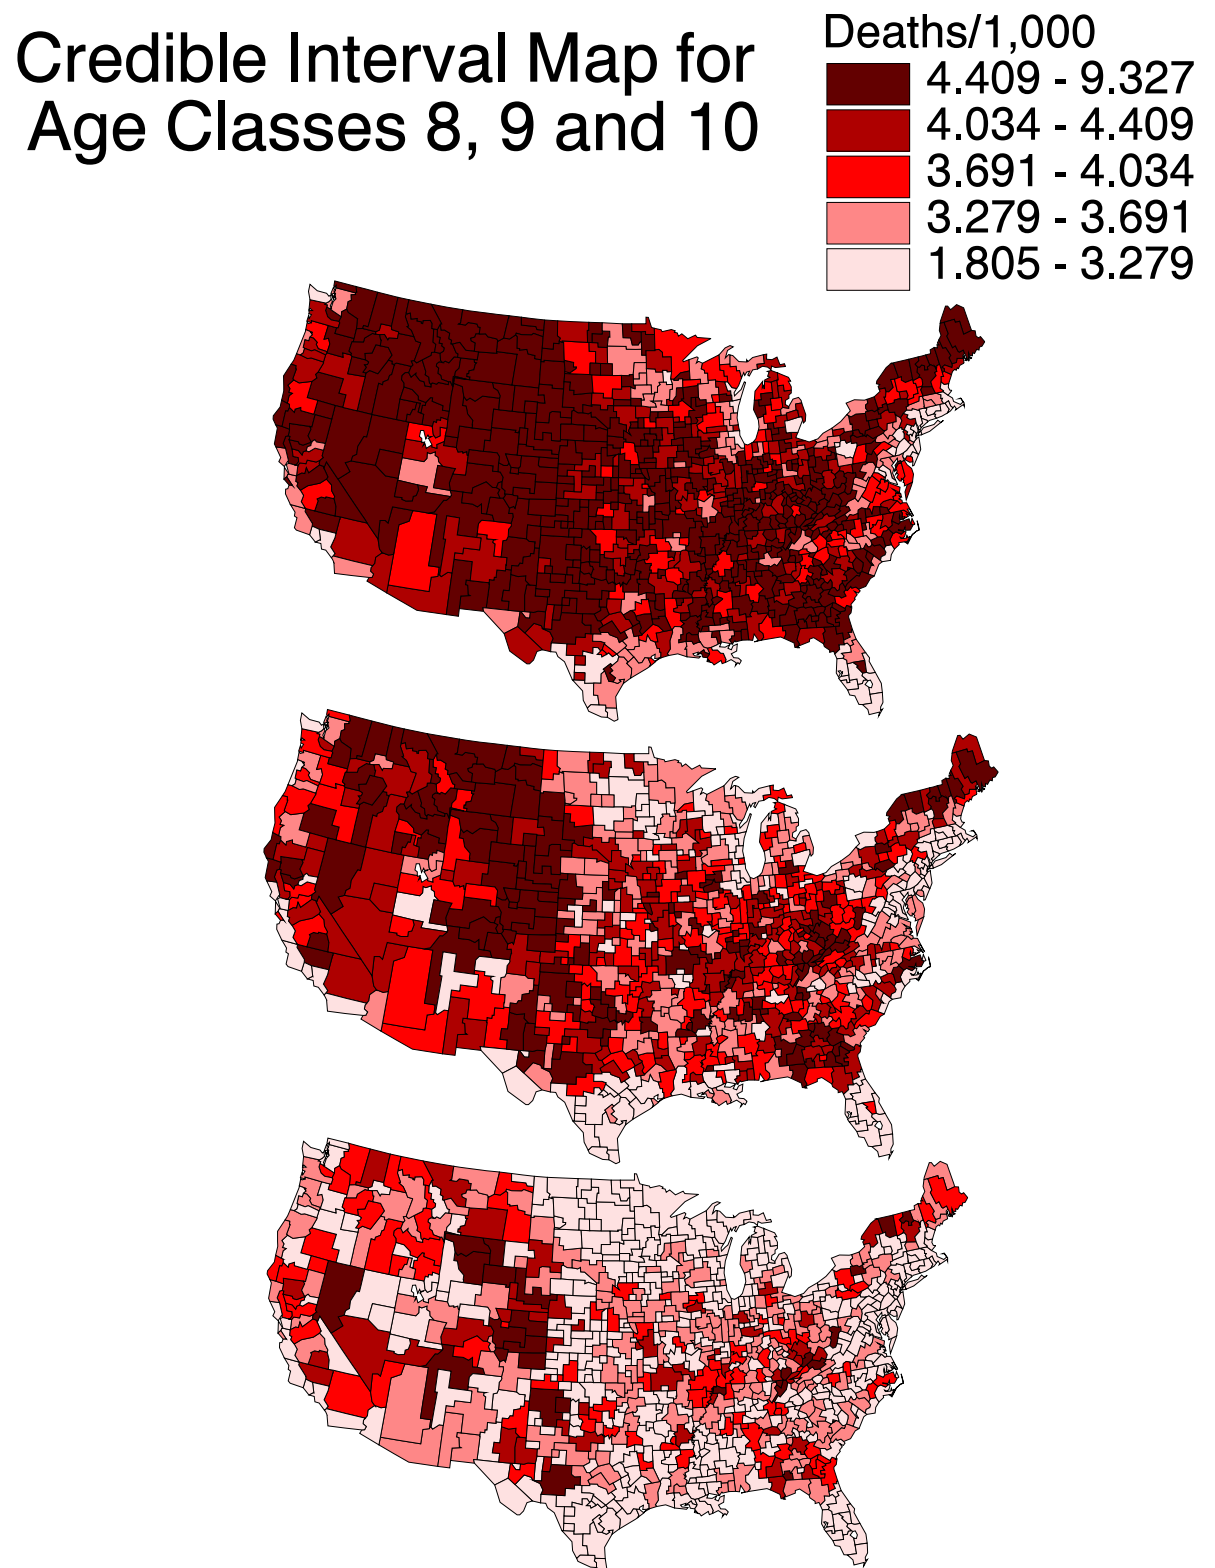 Credible Interval Map for
Age Classes 8, 9 and 10
Deaths/1,000
4.409 - 9.327
4.034 - 4.409
3.691 - 4.034
3.279 - 3.691
1.805 - 3.279